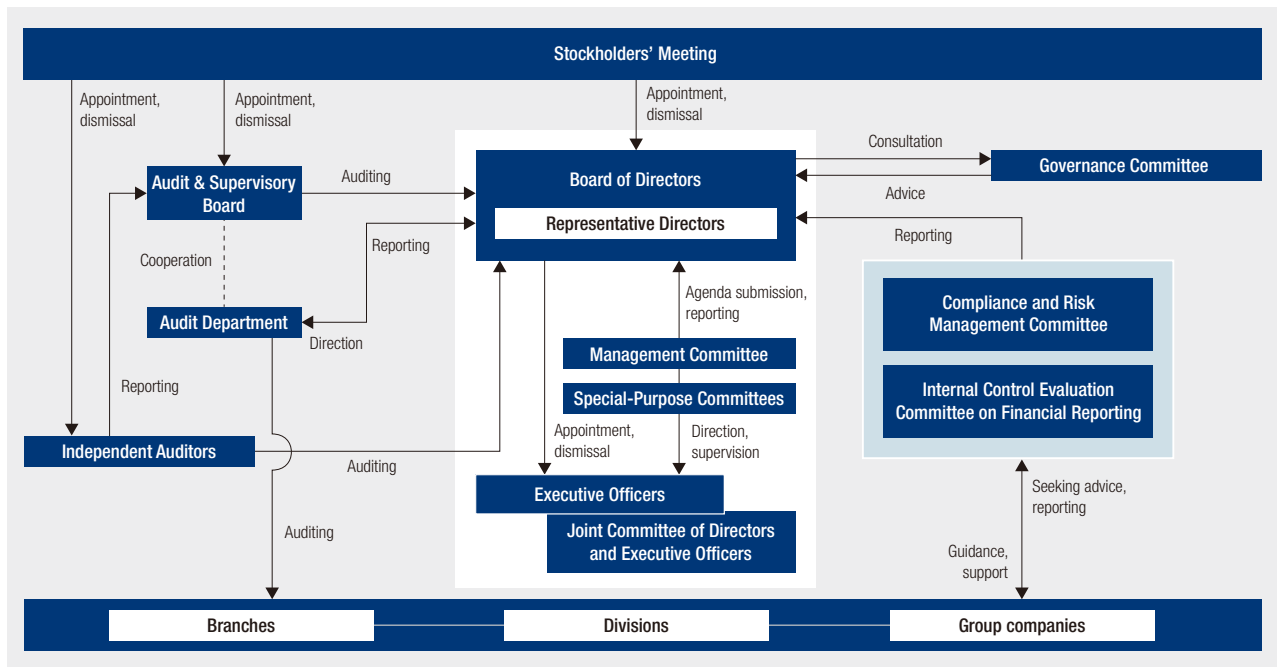 Stockholders’ Meeting
Appointment,
dismissal
Appointment,
dismissal
Appointment,
dismissal
Audit & Supervisory
Board
Auditing
Board of Directors
Representative Directors
Consultation
Governance Committee
Advice
Reporting
Reporting
Cooperation
Audit Department
Direction
Agenda submission,
reporting
Compliance and Risk
Management Committee
Management Committee
Special-Purpose Committees
Internal Control Evaluation
Committee on Financial Reporting
Reporting
Independent Auditors
Auditing
Appointment,
dismissal
Direction,
supervision
Executive Officers
Joint Committee of Directors
and Executive Officers
Seeking advice,
reporting
Auditing
Guidance,
support
Branches
Divisions
Group companies